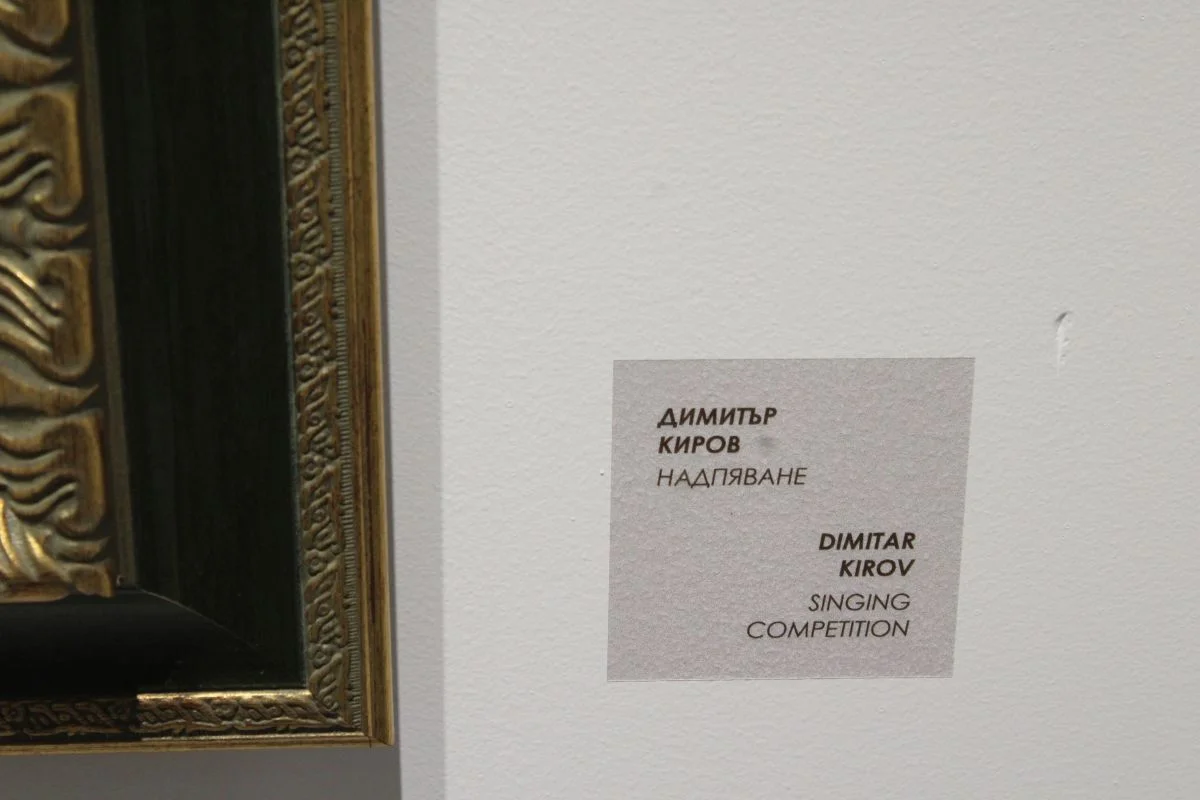 ДИМИТЪР
КИРОВ
НАДПЯВАНЕ
DIMITAR
KIROV
SINGING
COMPETITION